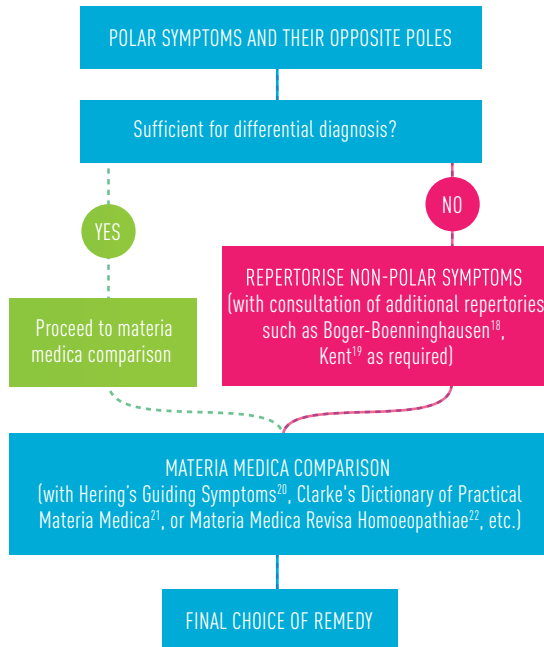 POLAR SYMPTOMS AND THEIR OPPOSITE POLES
Sufficient for differential diagnosis?
YES
NO
REPERTORISE NON-POLAR SYMPTOMS
(with consultation of additional repertories
such as Boger-Boenninghausen¹⁸,
Kent¹⁹ as required)
Proceed to materia
medica comparison
MATERIA MEDICA COMPARISON
(with Hering's Guiding Symptoms²⁰, Clarke's Dictionary of Practical
Materia Medica²¹, or Materia Medica Revisa Homoeopathiae²², etc.)
FINAL CHOICE OF REMEDY